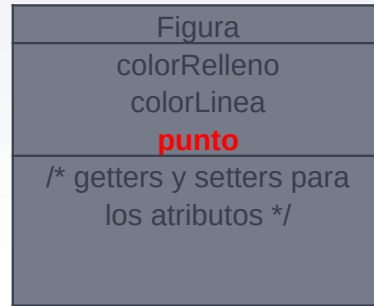 Figura
colorRelleno
colorLinea
punto
/* getters y setters para
los atributos */